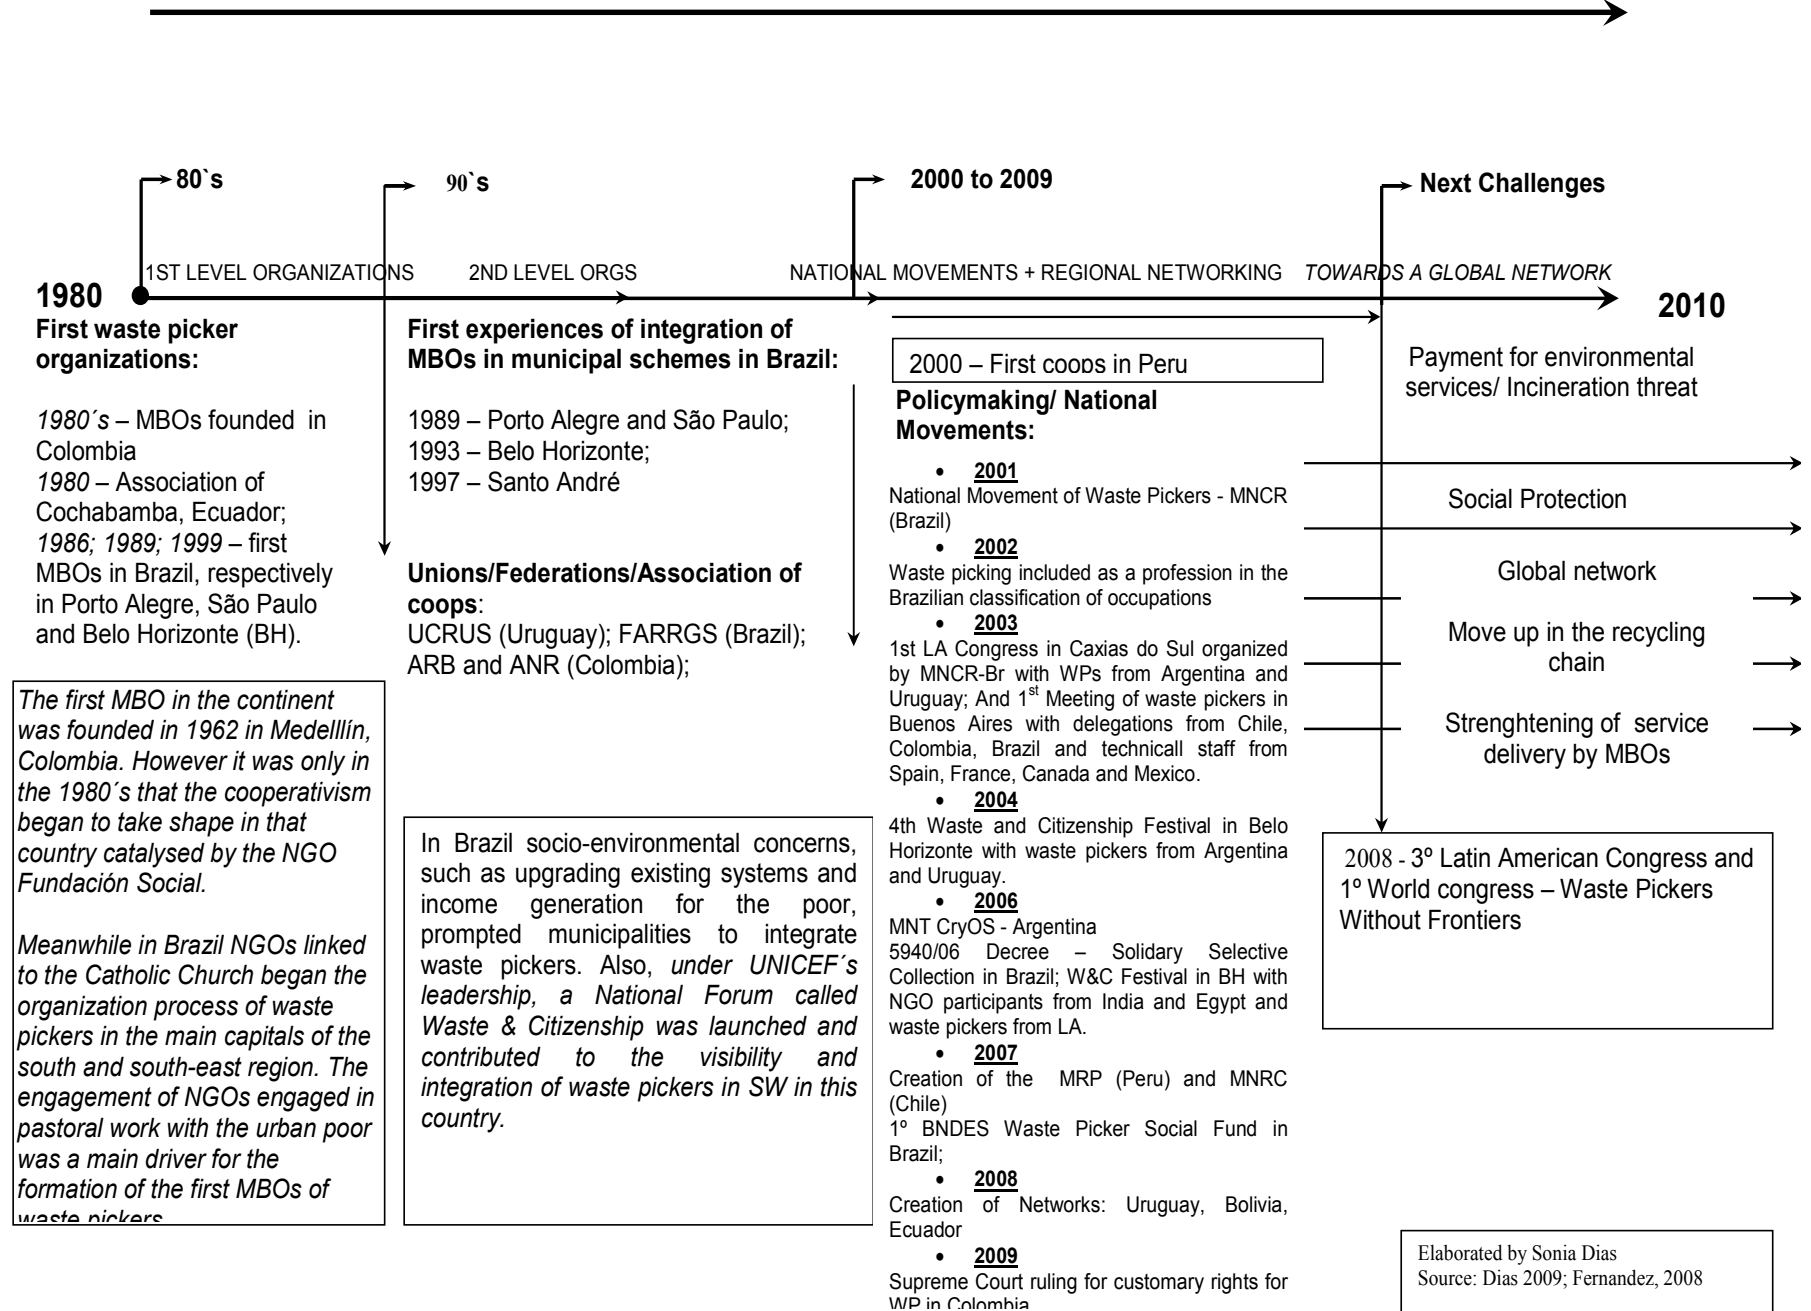 80`s
90`s
2000 to 2009
Next Challenges
1ST LEVEL ORGANIZATIONS
2ND LEVEL ORGS
NATIONAL MOVEMENTS + REGIONAL NETWORKING
TOWARDS A GLOBAL NETWORK
1980
2010
First waste picker
organizations:
1980´s – MBOs founded in
Colombia
1980 – Association of
Cochabamba, Ecuador;
1986; 1989; 1999 – first
MBOs in Brazil, respectively
in Porto Alegre, São Paulo
and Belo Horizonte (BH).
The first MBO in the continent
was founded in 1962 in Medelllín,
Colombia. However it was only in
the 1980´s that the cooperativism
began to take shape in that
country catalysed by the NGO
Fundación Social.
Meanwhile in Brazil NGOs linked
to the Catholic Church began the
organization process of waste
pickers in the main capitals of the
south and south-east region. The
engagement of NGOs engaged in
pastoral work with the urban poor
was a main driver for the
formation of the first MBOs of
waste pickers
First experiences of integration of
MBOs in municipal schemes in Brazil:
1989 – Porto Alegre and São Paulo;
1993 – Belo Horizonte;
1997 – Santo André
Unions/Federations/Association of
coops:
UCRUS (Uruguay); FARRGS (Brazil);
ARB and ANR (Colombia);
In Brazil socio-environmental concerns,
such as upgrading existing systems and
income generation for the poor,
prompted municipalities to integrate
waste pickers. Also, under UNICEF´s
leadership, a National Forum called
Waste & Citizenship was launched and
contributed to the visibility and
integration of waste pickers in SW in this
country.
2000 – First coops in Peru
Policymaking/ National
Movements:
• 2001
National Movement of Waste Pickers - MNCR
(Brazil)
• 2002
Waste picking included as a profession in the
Brazilian classification of occupations
• 2003
1st LA Congress in Caxias do Sul organized
by MNCR-Br with WPs from Argentina and
Uruguay; And 1st Meeting of waste pickers in
Buenos Aires with delegations from Chile,
Colombia, Brazil and technicall staff from
Spain, France, Canada and Mexico.
• 2004
4th Waste and Citizenship Festival in Belo
Horizonte with waste pickers from Argentina
and Uruguay.
• 2006
MNT CryOS - Argentina
5940/06 Decree – Solidary Selective
Collection in Brazil; W&C Festival in BH with
NGO participants from India and Egypt and
waste pickers from LA.
• 2007
Creation of the MRP (Peru) and MNRC
(Chile)
1º BNDES Waste Picker Social Fund in
Brazil;
• 2008
Creation of Networks: Uruguay, Bolivia,
Ecuador
• 2009
Supreme Court ruling for customary rights for
WP in Colombia
Payment for environmental
services/ Incineration threat
Social Protection
Global network
Move up in the recycling
chain
Strenghtening of service
delivery by MBOs
2008 - 3º Latin American Congress and
1º World congress – Waste Pickers
Without Frontiers
Elaborated by Sonia Dias
Source: Dias 2009; Fernandez, 2008